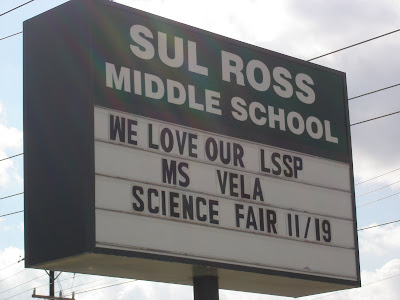 SUL ROSS
MIDDLE SCHOOL
WE LOVE OUR LSSP
MS VELA
SCIENCE FAIR 11/19